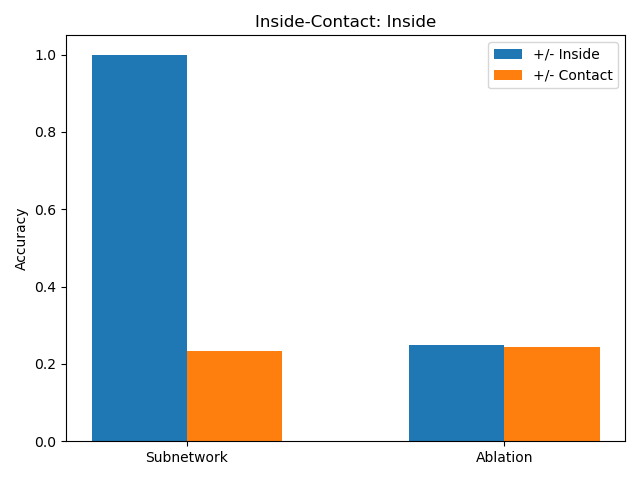 Inside-Contact: Inside
+/- Inside
+/- Contact
Accuracy
1.0
0.8
0.6
0.4
0.2
0.0
Subnetwork
Ablation